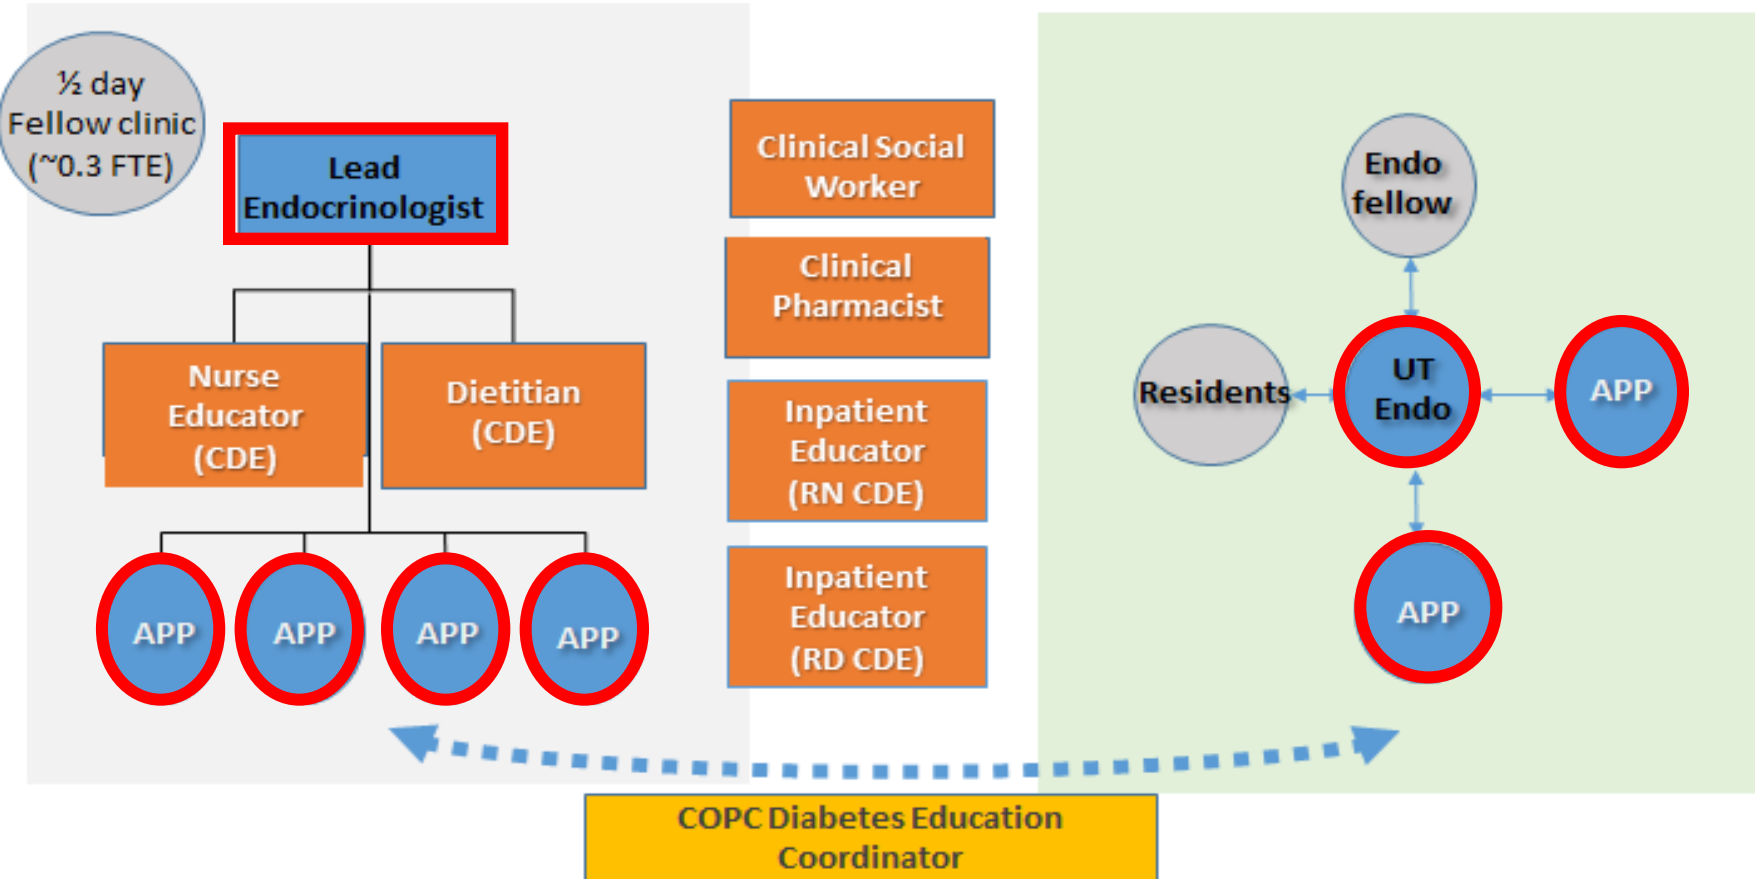 ½ day
Fellow clinic
(~0.3 FTE)
Lead
Endocrinologist
Nurse
Educator
(CDE)
Dietitian
(CDE)
APP
APP
APP
APP
Clinical Social
Worker
Clinical
Pharmacist
Inpatient
Educator
(RN CDE)
Inpatient
Educator
(RD CDE)
Endo
fellow
Residents
UT
Endo
APP
APP
COPC Diabetes Education
Coordinator